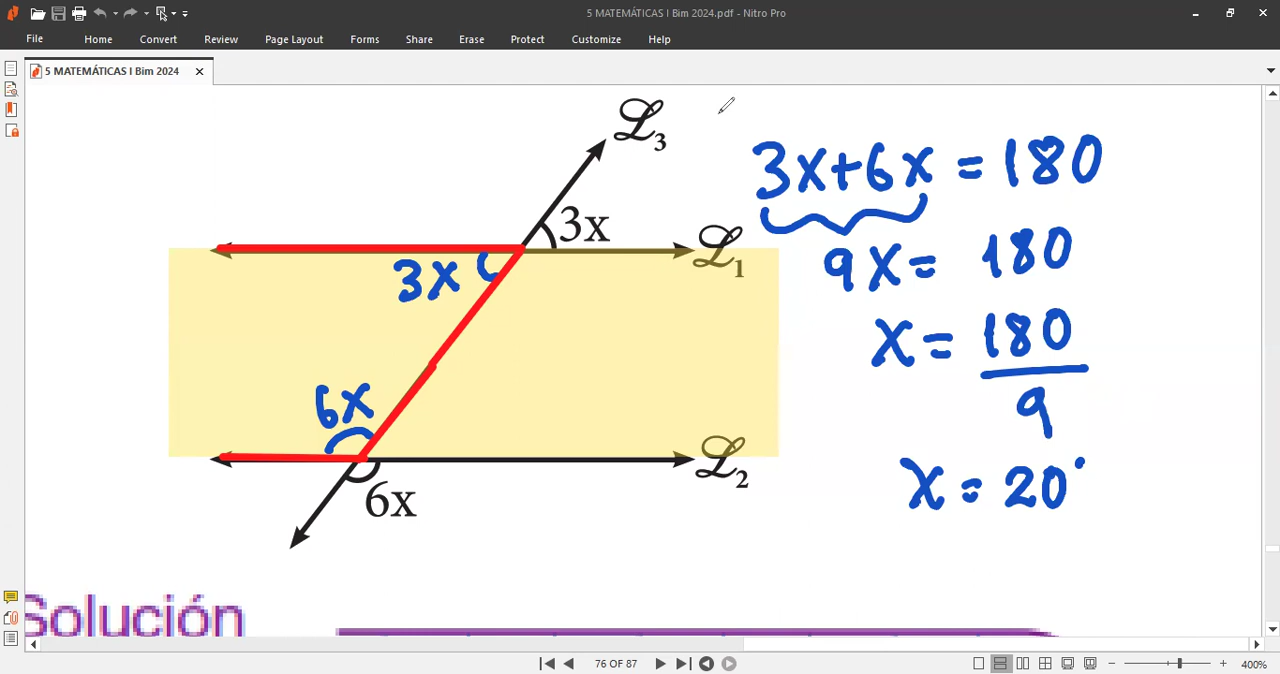 5 MATEMÁTICAS I Bim 2024.pdf - Nitro Pro
File Home Convert Review Page Layout Forms Share Erase Protect Customize Help
5 MATEMÁTICAS I Bim 2024
ℒ3
3x
ℒ1
3x
6x
ℒ2
6x
3x+6x = 180
9x = 180
x = 180
9
x = 20°
Solución
76 OF 87
400%